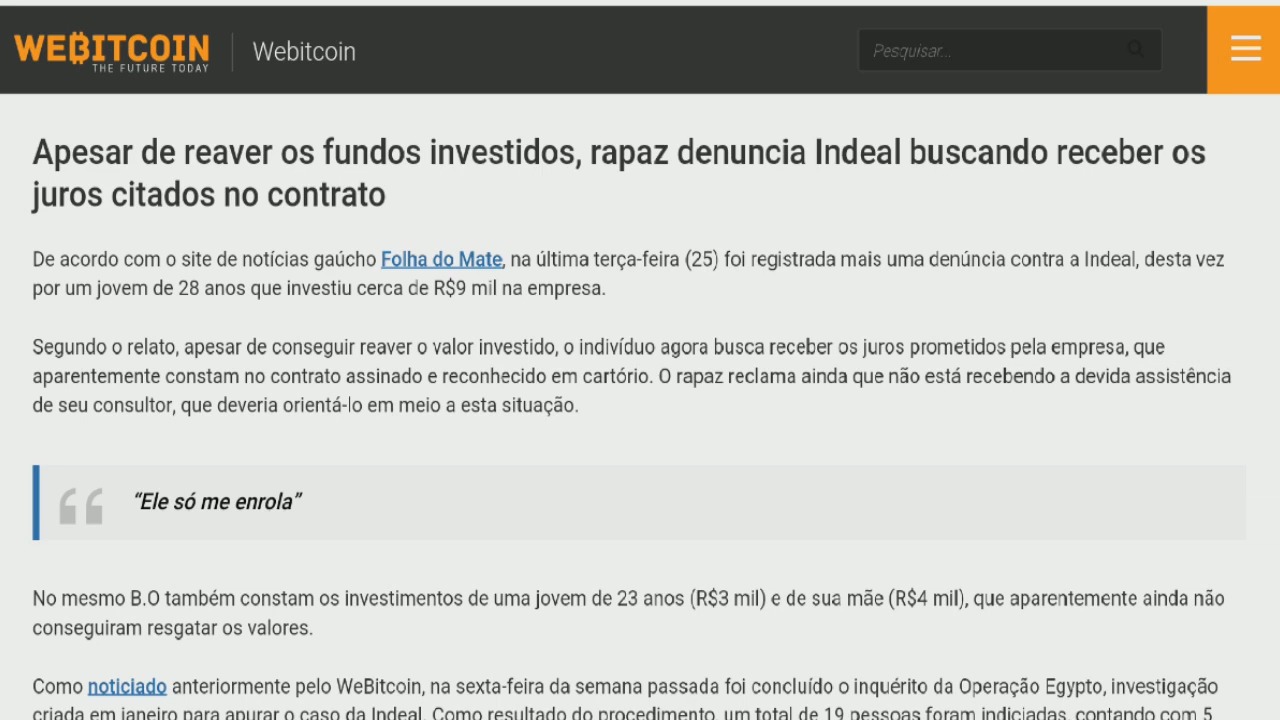 WEBITCOIN
THE FUTURE TODAY
Webitcoin
Pesquisar...
Apesar de reaver os fundos investidos, rapaz denuncia Indeal buscando receber os
juros citados no contrato
De acordo com o site de notícias gaúcho Folha do Mate, na última terça-feira (25) foi registrada mais uma denúncia contra a Indeal, desta vez
por um jovem de 28 anos que investiu cerca de R$9 mil na empresa.
Segundo o relato, apesar de conseguir reaver o valor investido, o indivíduo agora busca receber os juros prometidos pela empresa, que
aparentemente constam no contrato assinado e reconhecido em cartório. O rapaz reclama ainda que não está recebendo a devida assistência
de seu consultor, que deveria orientá-lo em meio a esta situação.
“Ele só me enrola”
No mesmo B.O também constam os investimentos de uma jovem de 23 anos (R$3 mil) e de sua mãe (R$4 mil), que aparentemente ainda não
conseguiram resgatar os valores.
Como noticiado anteriormente pelo WeBitcoin, na sexta-feira da semana passada foi concluído o inquérito da Operação Egypto, investigação
criada em janeiro para apurar o caso da Indeal. Como resultado do procedimento, um total de 19 pessoas foram indiciadas, contando com 5